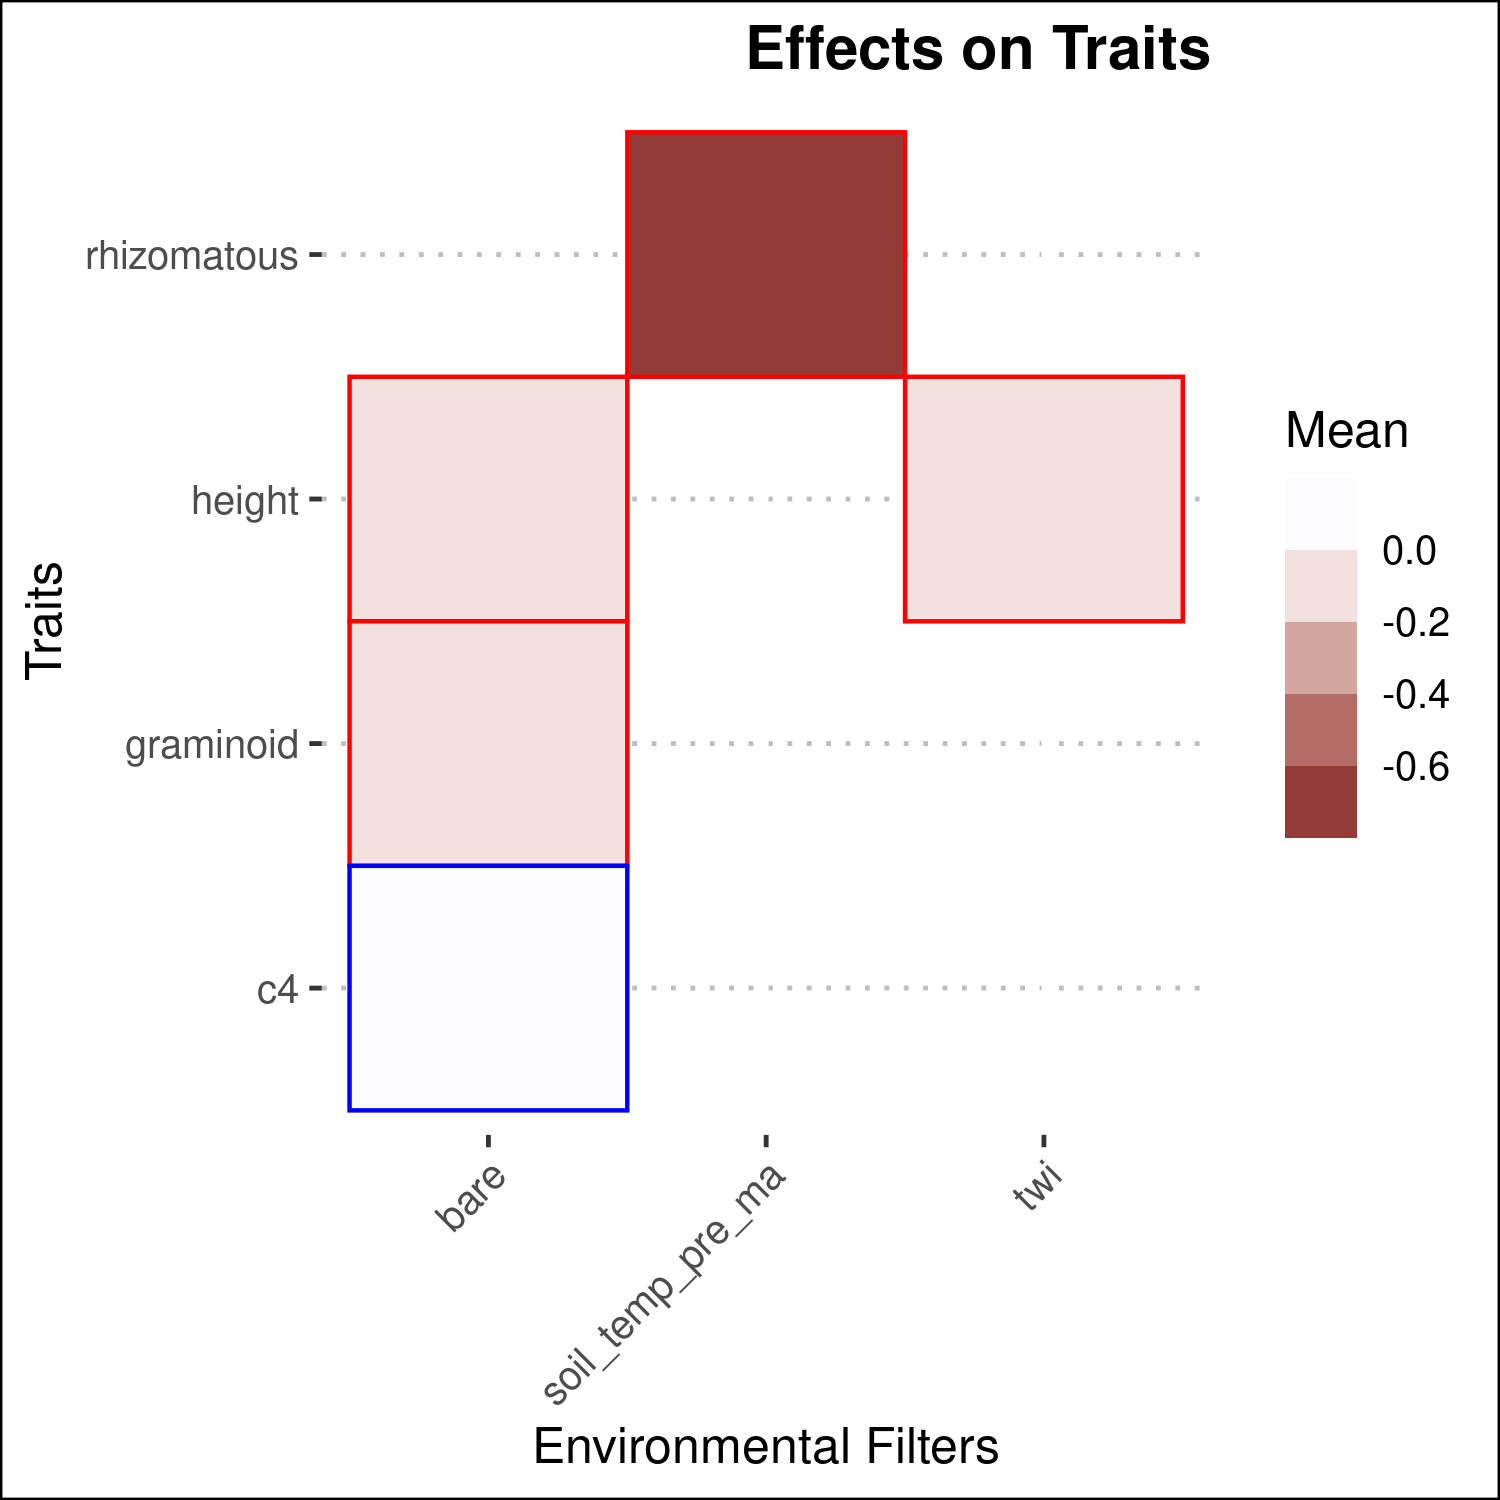 Effects on Traits
rhizomatous
height
graminoid
c4
Traits
bare
soil_temp_pre_ma
twi
Environmental Filters
Mean
0.0
-0.2
-0.4
-0.6